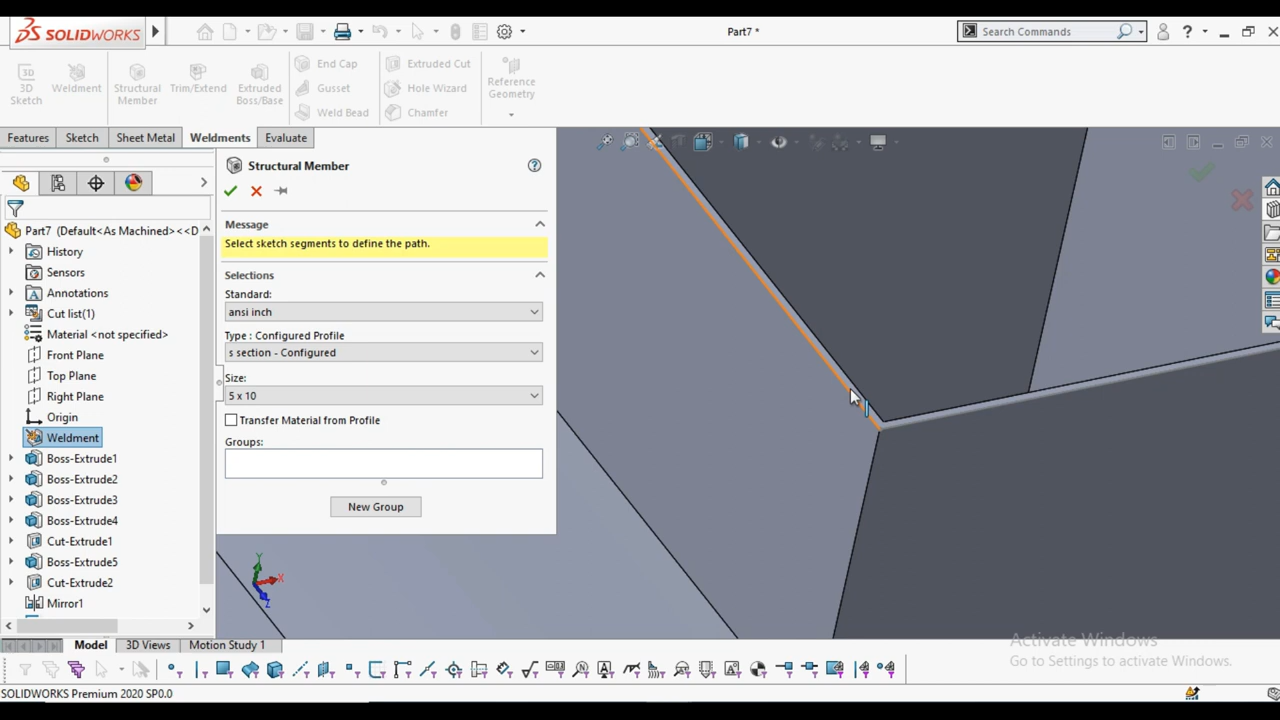 SOLIDWORKS
Part7 *
Search Commands
?
3D Sketch
Weldment
Structural Member
Trim/Extend
Extruded Boss/Base
End Cap
Gusset
Weld Bead
Extruded Cut
Hole Wizard
Chamfer
Reference Geometry
Features
Sketch
Sheet Metal
Weldments
Evaluate
Part7 (Default<As Machined><<D
History
Sensors
Annotations
Cut list(1)
Material <not specified>
Front Plane
Top Plane
Right Plane
Origin
Weldment
Boss-Extrude1
Boss-Extrude2
Boss-Extrude3
Boss-Extrude4
Cut-Extrude1
Boss-Extrude5
Cut-Extrude2
Mirror1
Structural Member
?
Message
Select sketch segments to define the path.
Selections
Standard:
ansi inch
Type : Configured Profile
s section - Configured
Size:
5 x 10
Transfer Material from Profile
Groups:
New Group
Y
X
Z
Activate Windows
Go to Settings to activate Windows.
Model
3D Views
Motion Study 1
SOLIDWORKS Premium 2020 SP0.0